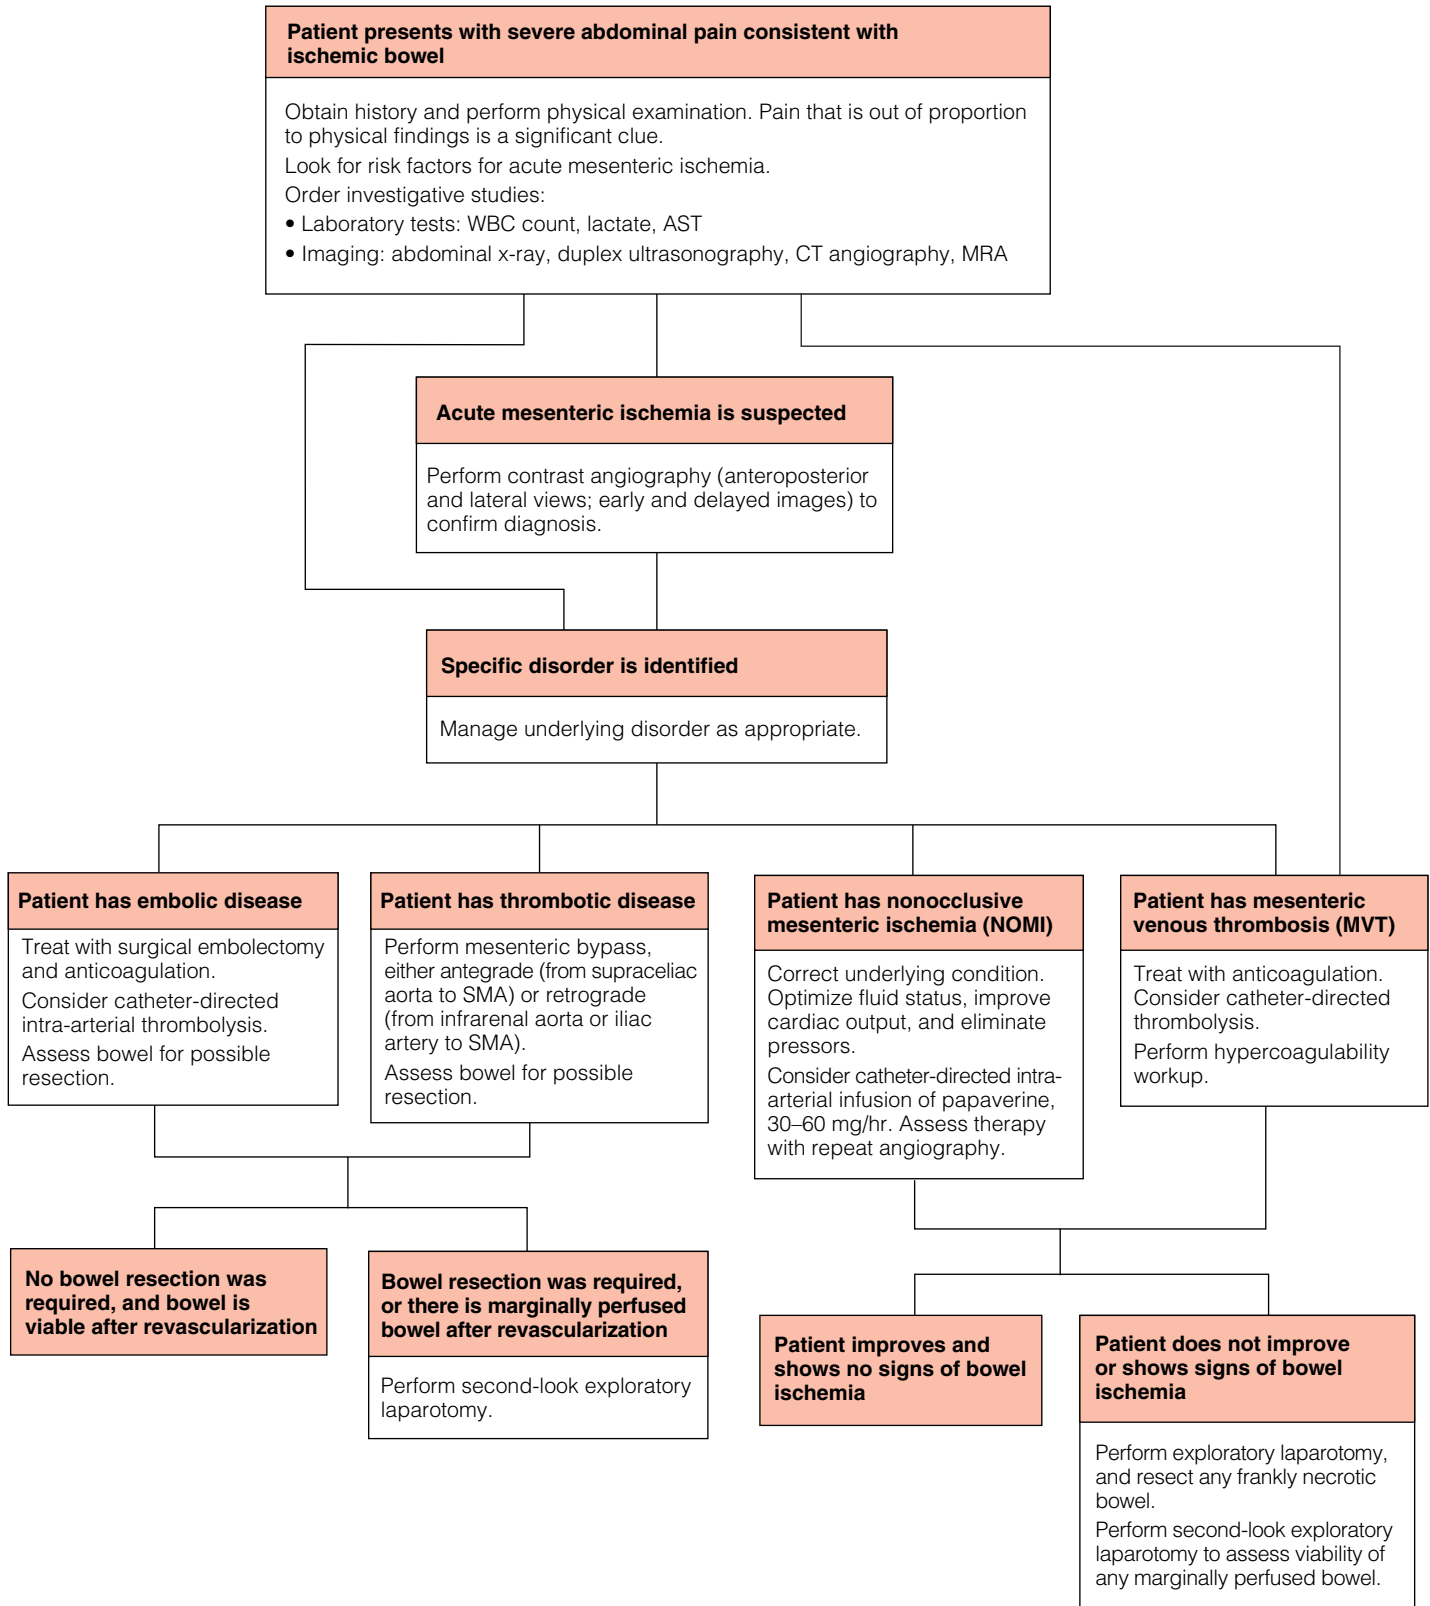 Patient presents with severe abdominal pain consistent with
ischemic bowel
Obtain history and perform physical examination. Pain that is out of proportion
to physical findings is a significant clue.
Look for risk factors for acute mesenteric ischemia.
Order investigative studies:
• Laboratory tests: WBC count, lactate, AST
• Imaging: abdominal x-ray, duplex ultrasonography, CT angiography, MRA
Acute mesenteric ischemia is suspected
Perform contrast angiography (anteroposterior
and lateral views; early and delayed images) to
confirm diagnosis.
Specific disorder is identified
Manage underlying disorder as appropriate.
Patient has embolic disease
Treat with surgical embolectomy
and anticoagulation.
Consider catheter-directed
intra-arterial thrombolysis.
Assess bowel for possible
resection.
Patient has thrombotic disease
Perform mesenteric bypass,
either antegrade (from supraceliac
aorta to SMA) or retrograde
(from infrarenal aorta or iliac
artery to SMA).
Assess bowel for possible
resection.
Patient has nonocclusive
mesenteric ischemia (NOMI)
Correct underlying condition.
Optimize fluid status, improve
cardiac output, and eliminate
pressors.
Consider catheter-directed intra-
arterial infusion of papaverine,
30–60 mg/hr. Assess therapy
with repeat angiography.
Patient has mesenteric
venous thrombosis (MVT)
Treat with anticoagulation.
Consider catheter-directed
thrombolysis.
Perform hypercoagulability
workup.
No bowel resection was
required, and bowel is
viable after revascularization
Bowel resection was required,
or there is marginally perfused
bowel after revascularization
Perform second-look exploratory
laparotomy.
Patient improves and
shows no signs of bowel
ischemia
Patient does not improve
or shows signs of bowel
ischemia
Perform exploratory laparotomy,
and resect any frankly necrotic
bowel.
Perform second-look exploratory
laparotomy to assess viability of
any marginally perfused bowel.